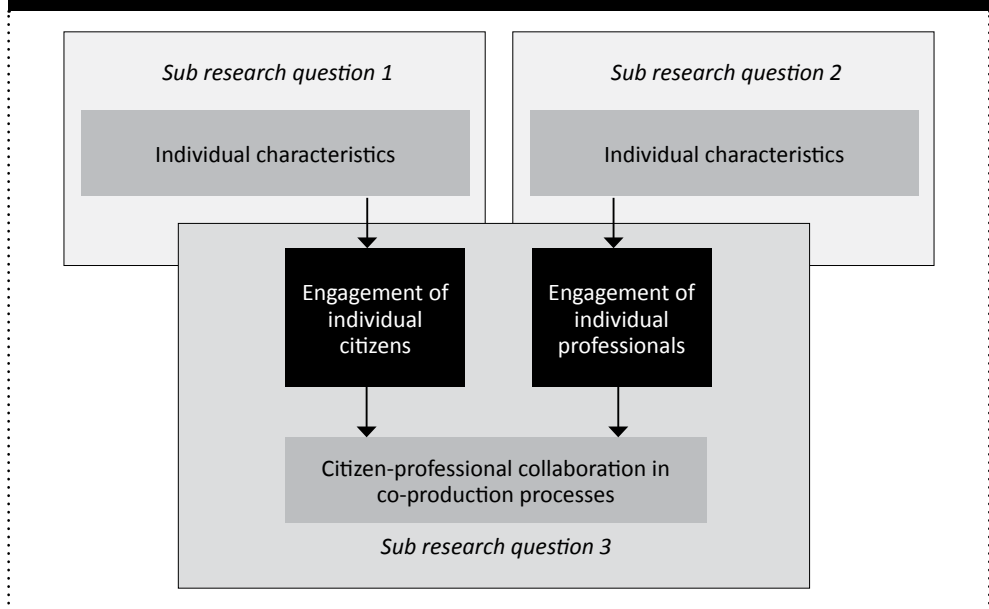 Sub research question 1
Sub research question 2
Individual characteristics
Individual characteristics
Engagement of
individual
citizens
Engagement of
individual
professionals
Citizen-professional collaboration in
co-production processes
Sub research question 3